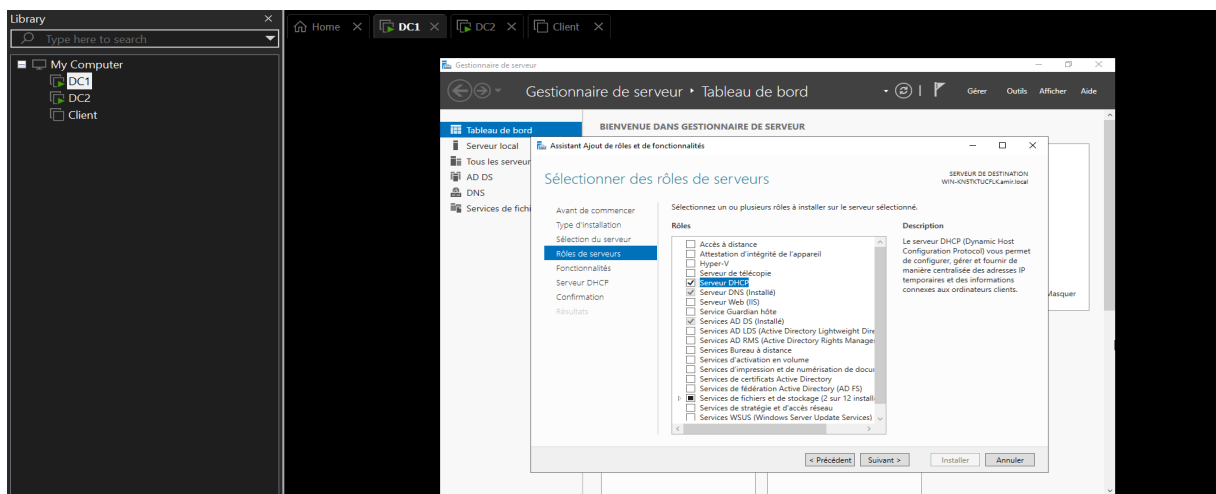 Library
Type here to search
My Computer
DC1
DC2
Client
Home
DC1
DC2
Client
Gestionnaire de serveur
Gestionnaire de serveur
Tableau de bord
Gérer
Outils
Afficher
Aide
Tableau de bord
Serveur local
Tous les serveur
AD DS
DNS
Services de fichi
BIENVENUE DANS GESTIONNAIRE DE SERVEUR
Masquer
Assistant Ajout de rôles et de fonctionnalités
Sélectionner des rôles de serveurs
SERVEUR DE DESTINATION
Avant de commencer
Type d'installation
Sélection du serveur
Rôles de serveurs
Fonctionnalités
Serveur DHCP
Confirmation
Résultats
Sélectionnez un ou plusieurs rôles à installer sur le serveur sélectionné.
Rôles
Accès à distance
Attestation d'intégrité de l'appareil
Hyper-V
Serveur de télécopie
Serveur DHCP
Serveur DNS (Installé)
Serveur Web (IIS)
Service Guardian hôte
Services AD DS (Installé)
Services AD LDS (Active Directory Lightweight Dire
Services AD RMS (Active Directory Rights Manage
Services Bureau à distance
Services d'activation en volume
Services d'impression et de numérisation de docu
Services de certificats Active Directory
Services de fédération Active Directory (AD FS)
Services de fichiers et de stockage (2 sur 12 install
Services de stratégie et d'accès réseau
Services WSUS (Windows Server Update Services)
Description
Le serveur DHCP (Dynamic Host
Configuration Protocol) vous permet
de configurer, gérer et fournir de
manière centralisée des adresses IP
temporaires et des informations
connexes aux ordinateurs clients.
< Précédent
Suivant >
Installer
Annuler